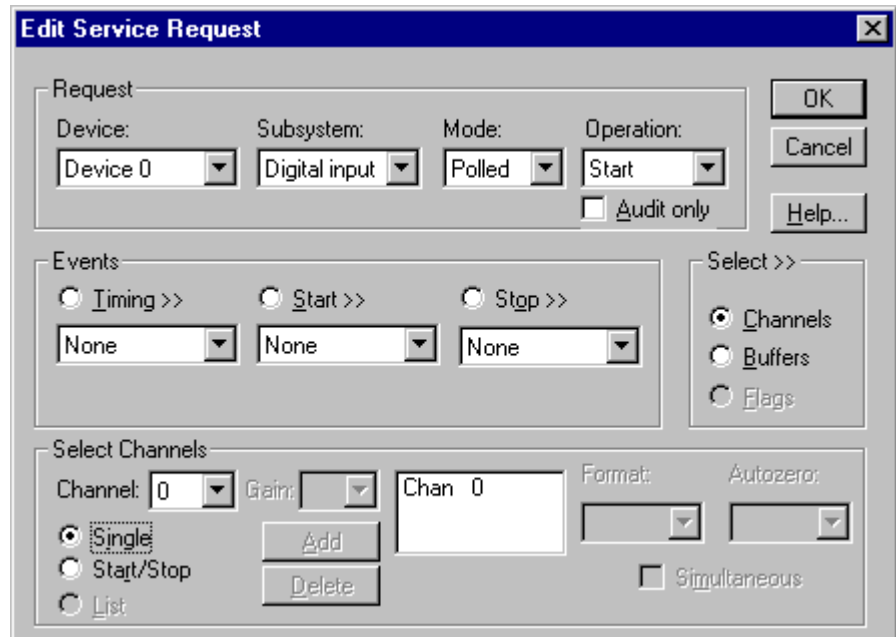 Edit Service Request
Request
OK
Device: Subsystem: Mode: Operation:
Device 0 Digital input Polled Start
Cancel
Audit only
Help...
Events
Select >>
Timing >> Start >> Stop >>
None None None
Channels
Buffers
Flags
Select Channels
Channel: 0 Gain: Chan 0 Format: Autozero:
Single
Add
Start/Stop
Simultaneous
Delete
List